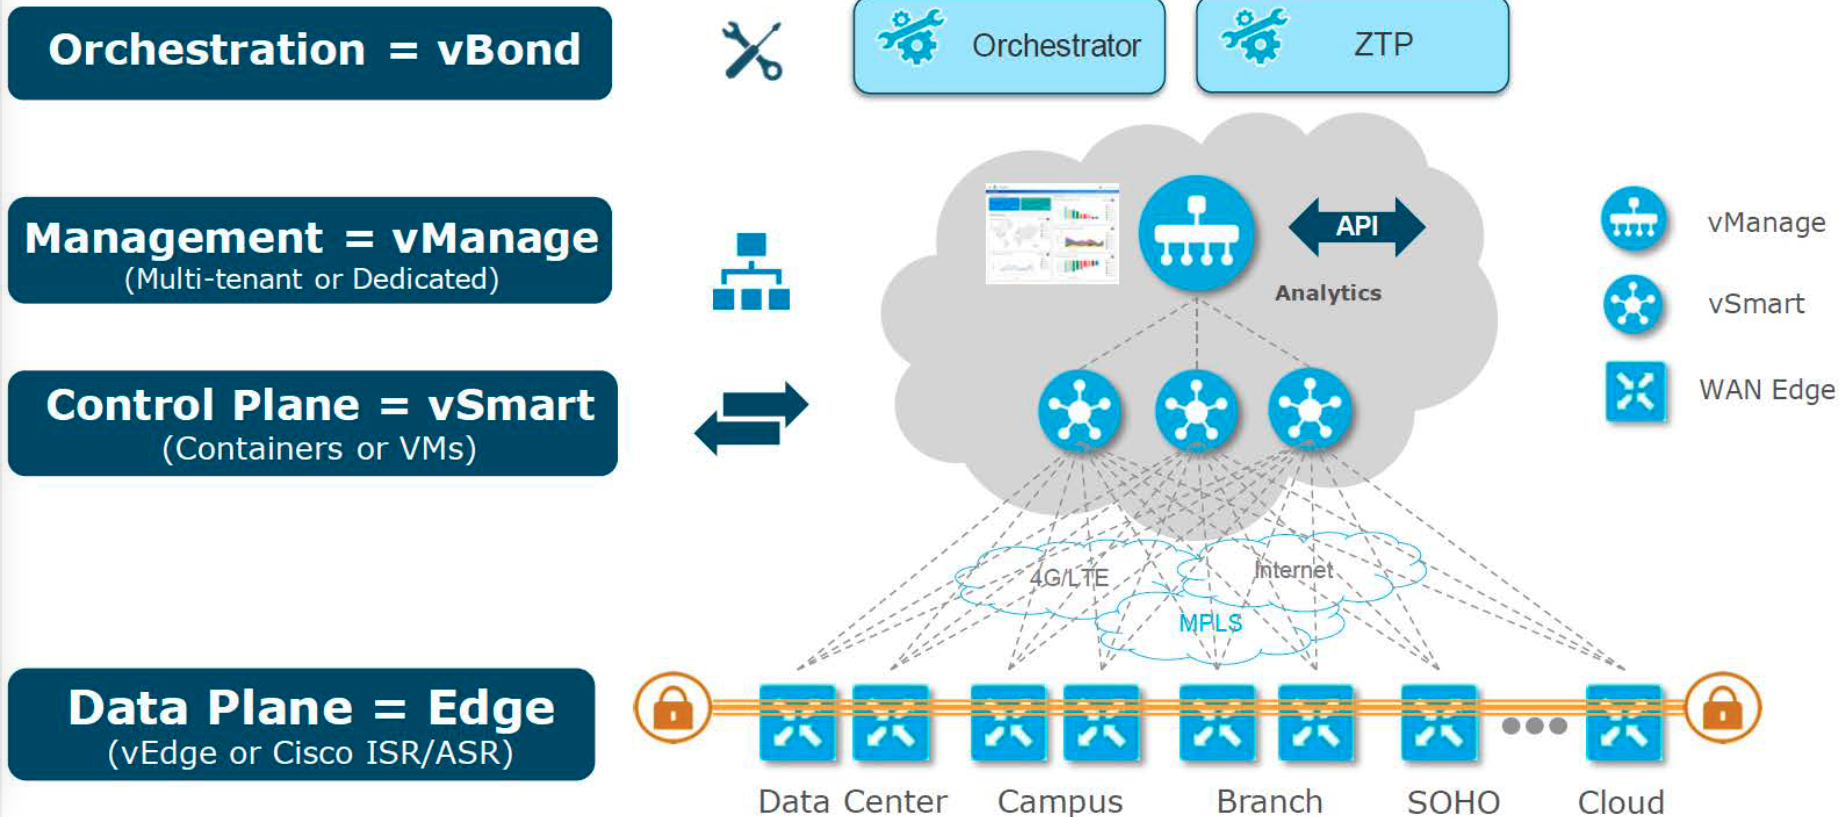 Orchestration = vBond
Orchestrator
ZTP
Management = vManage
(Multi-tenant or Dedicated)
API
Analytics
vManage
vSmart
WAN Edge
Control Plane = vSmart
(Containers or VMs)
4G/LTE
Internet
MPLS
Data Plane = Edge
(vEdge or Cisco ISR/ASR)
Data Center
Campus
Branch
SOHO
Cloud